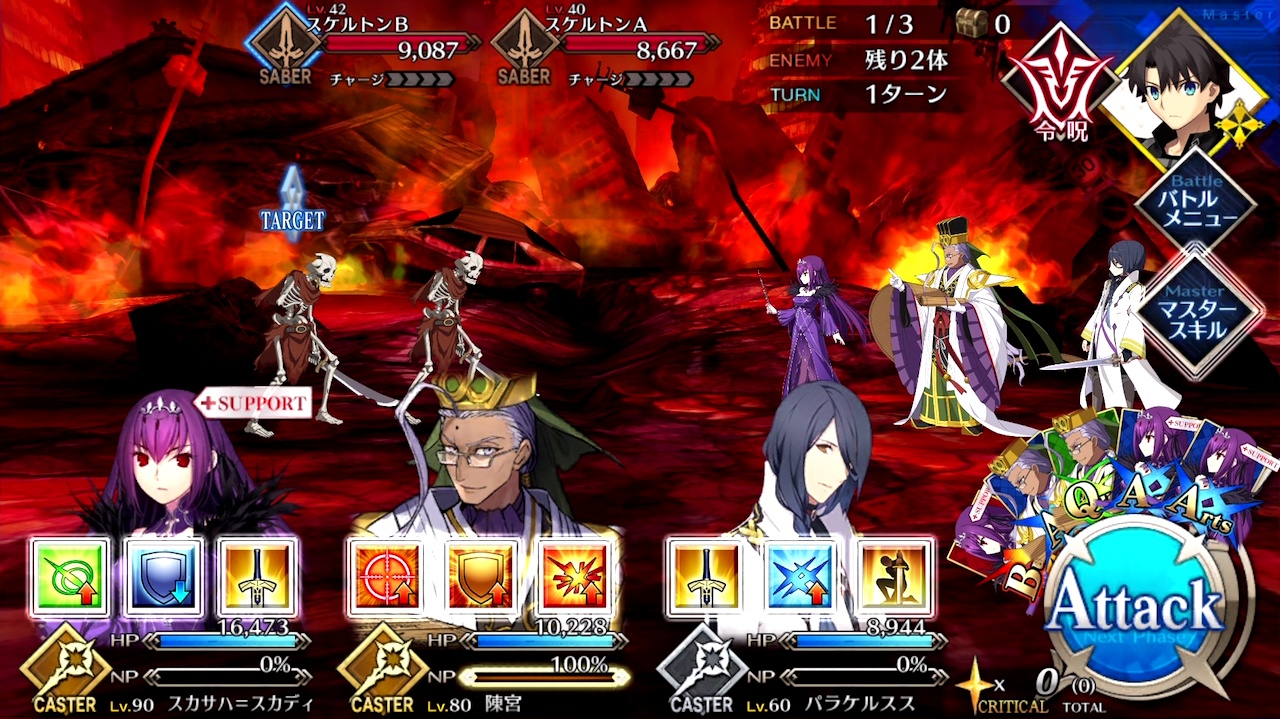 Lv.42
スケルトンB
9,087
SABER
チャージ
Lv.40
スケルトンA
8,667
SABER
チャージ
BATTLE 1/3
0
ENEMY 残り2体
TURN 1ターン
Master
令呪
TARGET
Battle
バトル
メニュー
Master
マスター
スキル
+SUPPORT
+SUPPORT
+SUPPORT
+SUPPORT
B
A
Q
A
Arts
Attack
Next Phase
HP 16,473
NP 0%
CASTER Lv.90 スカサハ=スカディ
HP 10,228
NP 100%
CASTER Lv.80 陳宮
HP 8,944
NP 0%
CASTER Lv.60 パラケルスス
x 0 (0)
CRITICAL TOTAL